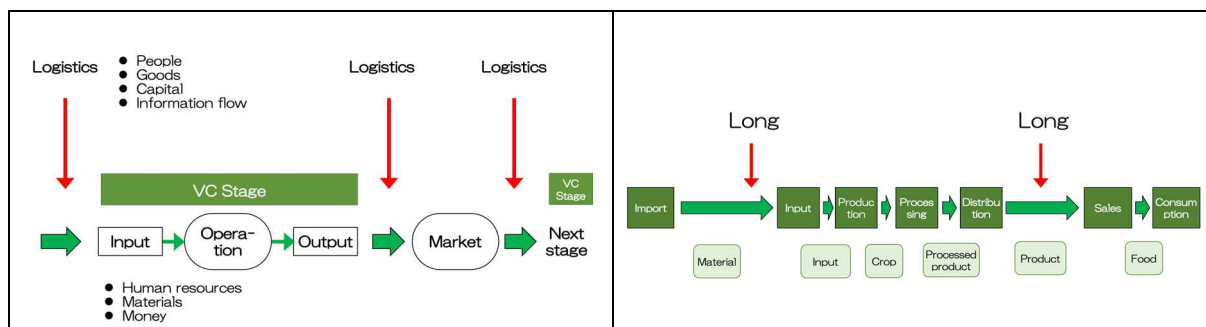 Logistics
● People
● Goods
● Capital
● Information flow
Logistics
Logistics
VC Stage
VC
Stage
Input
Opera-
tion
Output
Market
Next
stage
● Human resources
● Materials
● Money
Long
Long
Import
Input
Produc
tion
Proces
sing
Distribu
tion
Sales
Consum
ption
Material
Input
Crop
Processed
product
Product
Food